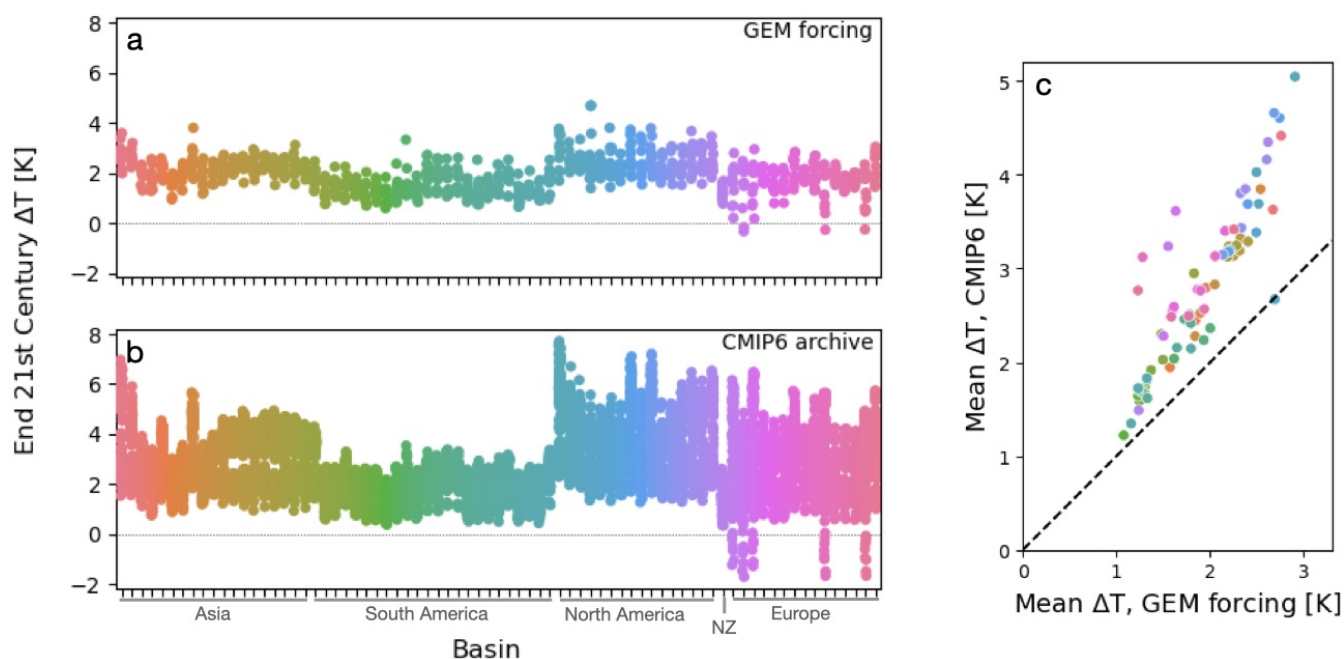 a
GEM forcing
8
6
4
2
0
−2
End 21st Century ΔT [K]
b
CMIP6 archive
8
6
4
2
0
−2
Asia
South America
North America
NZ
Europe
Basin
c
5
4
3
2
1
0
Mean ΔT, CMIP6 [K]
0
1
2
3
Mean ΔT, GEM forcing [K]